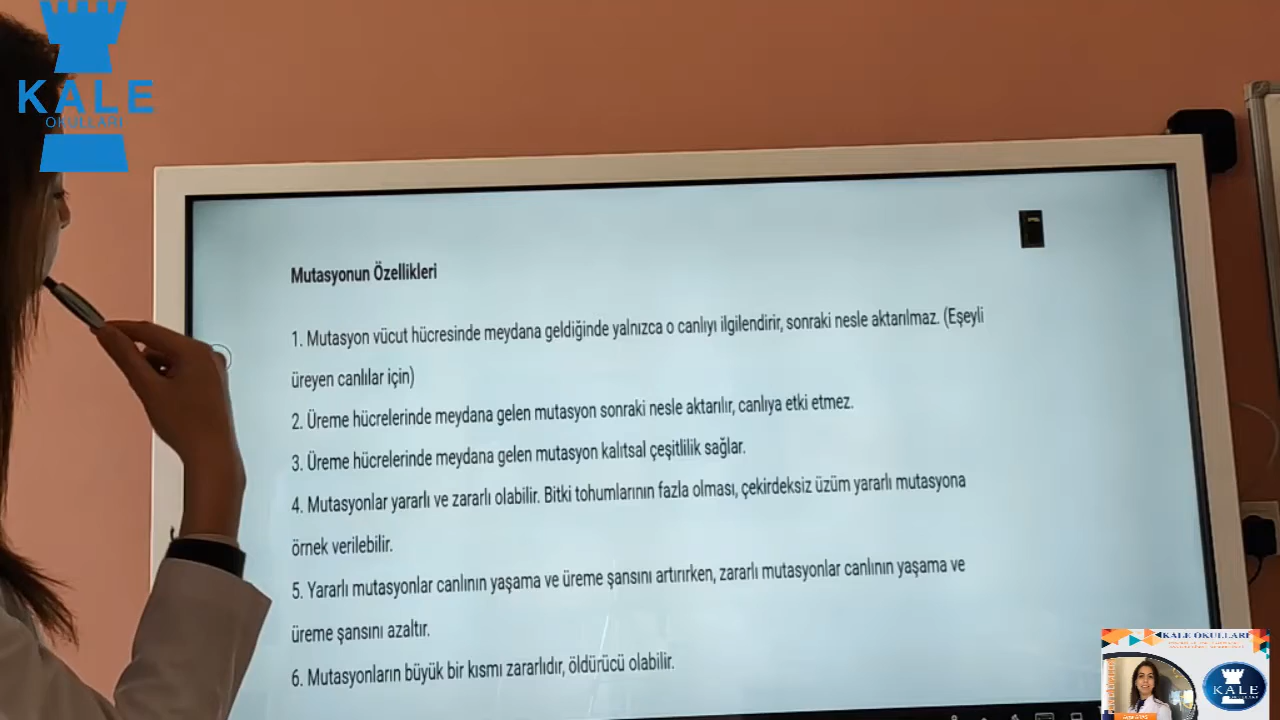 KALE
OKULLARI
Mutasyonun Özellikleri
1. Mutasyon vücut hücresinde meydana geldiğinde yalnızca o canlıyı ilgilendirir, sonraki nesle aktarılmaz. (Eşeyli
üreyen canlılar için)
2. Üreme hücrelerinde meydana gelen mutasyon sonraki nesle aktarılır, canlıya etki etmez.
3. Üreme hücrelerinde meydana gelen mutasyon kalıtsal çeşitlilik sağlar.
4. Mutasyonlar yararlı ve zararlı olabilir. Bitki tohumlarının fazla olması, çekirdeksiz üzüm yararlı mutasyona
örnek verilebilir.
5. Yararlı mutasyonlar canlının yaşama ve üreme şansını artırırken, zararlı mutasyonlar canlının yaşama ve
üreme şansını azaltır.
6. Mutasyonların büyük bir kısmı zararlıdır, öldürücü olabilir.
KALE OKULLARI
KALE